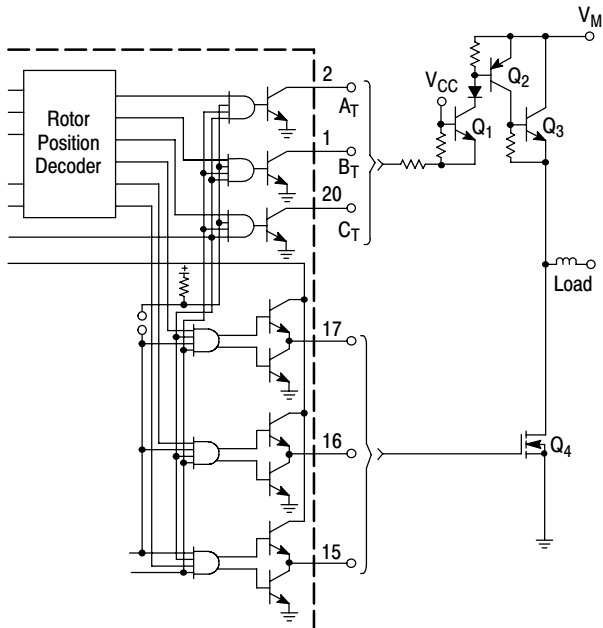 V_M
2
V_CC
Q_2
A_T
Rotor
Position
Decoder
1
Q_1
Q_3
B_T
20
C_T
+
Load
17
16
Q_4
15